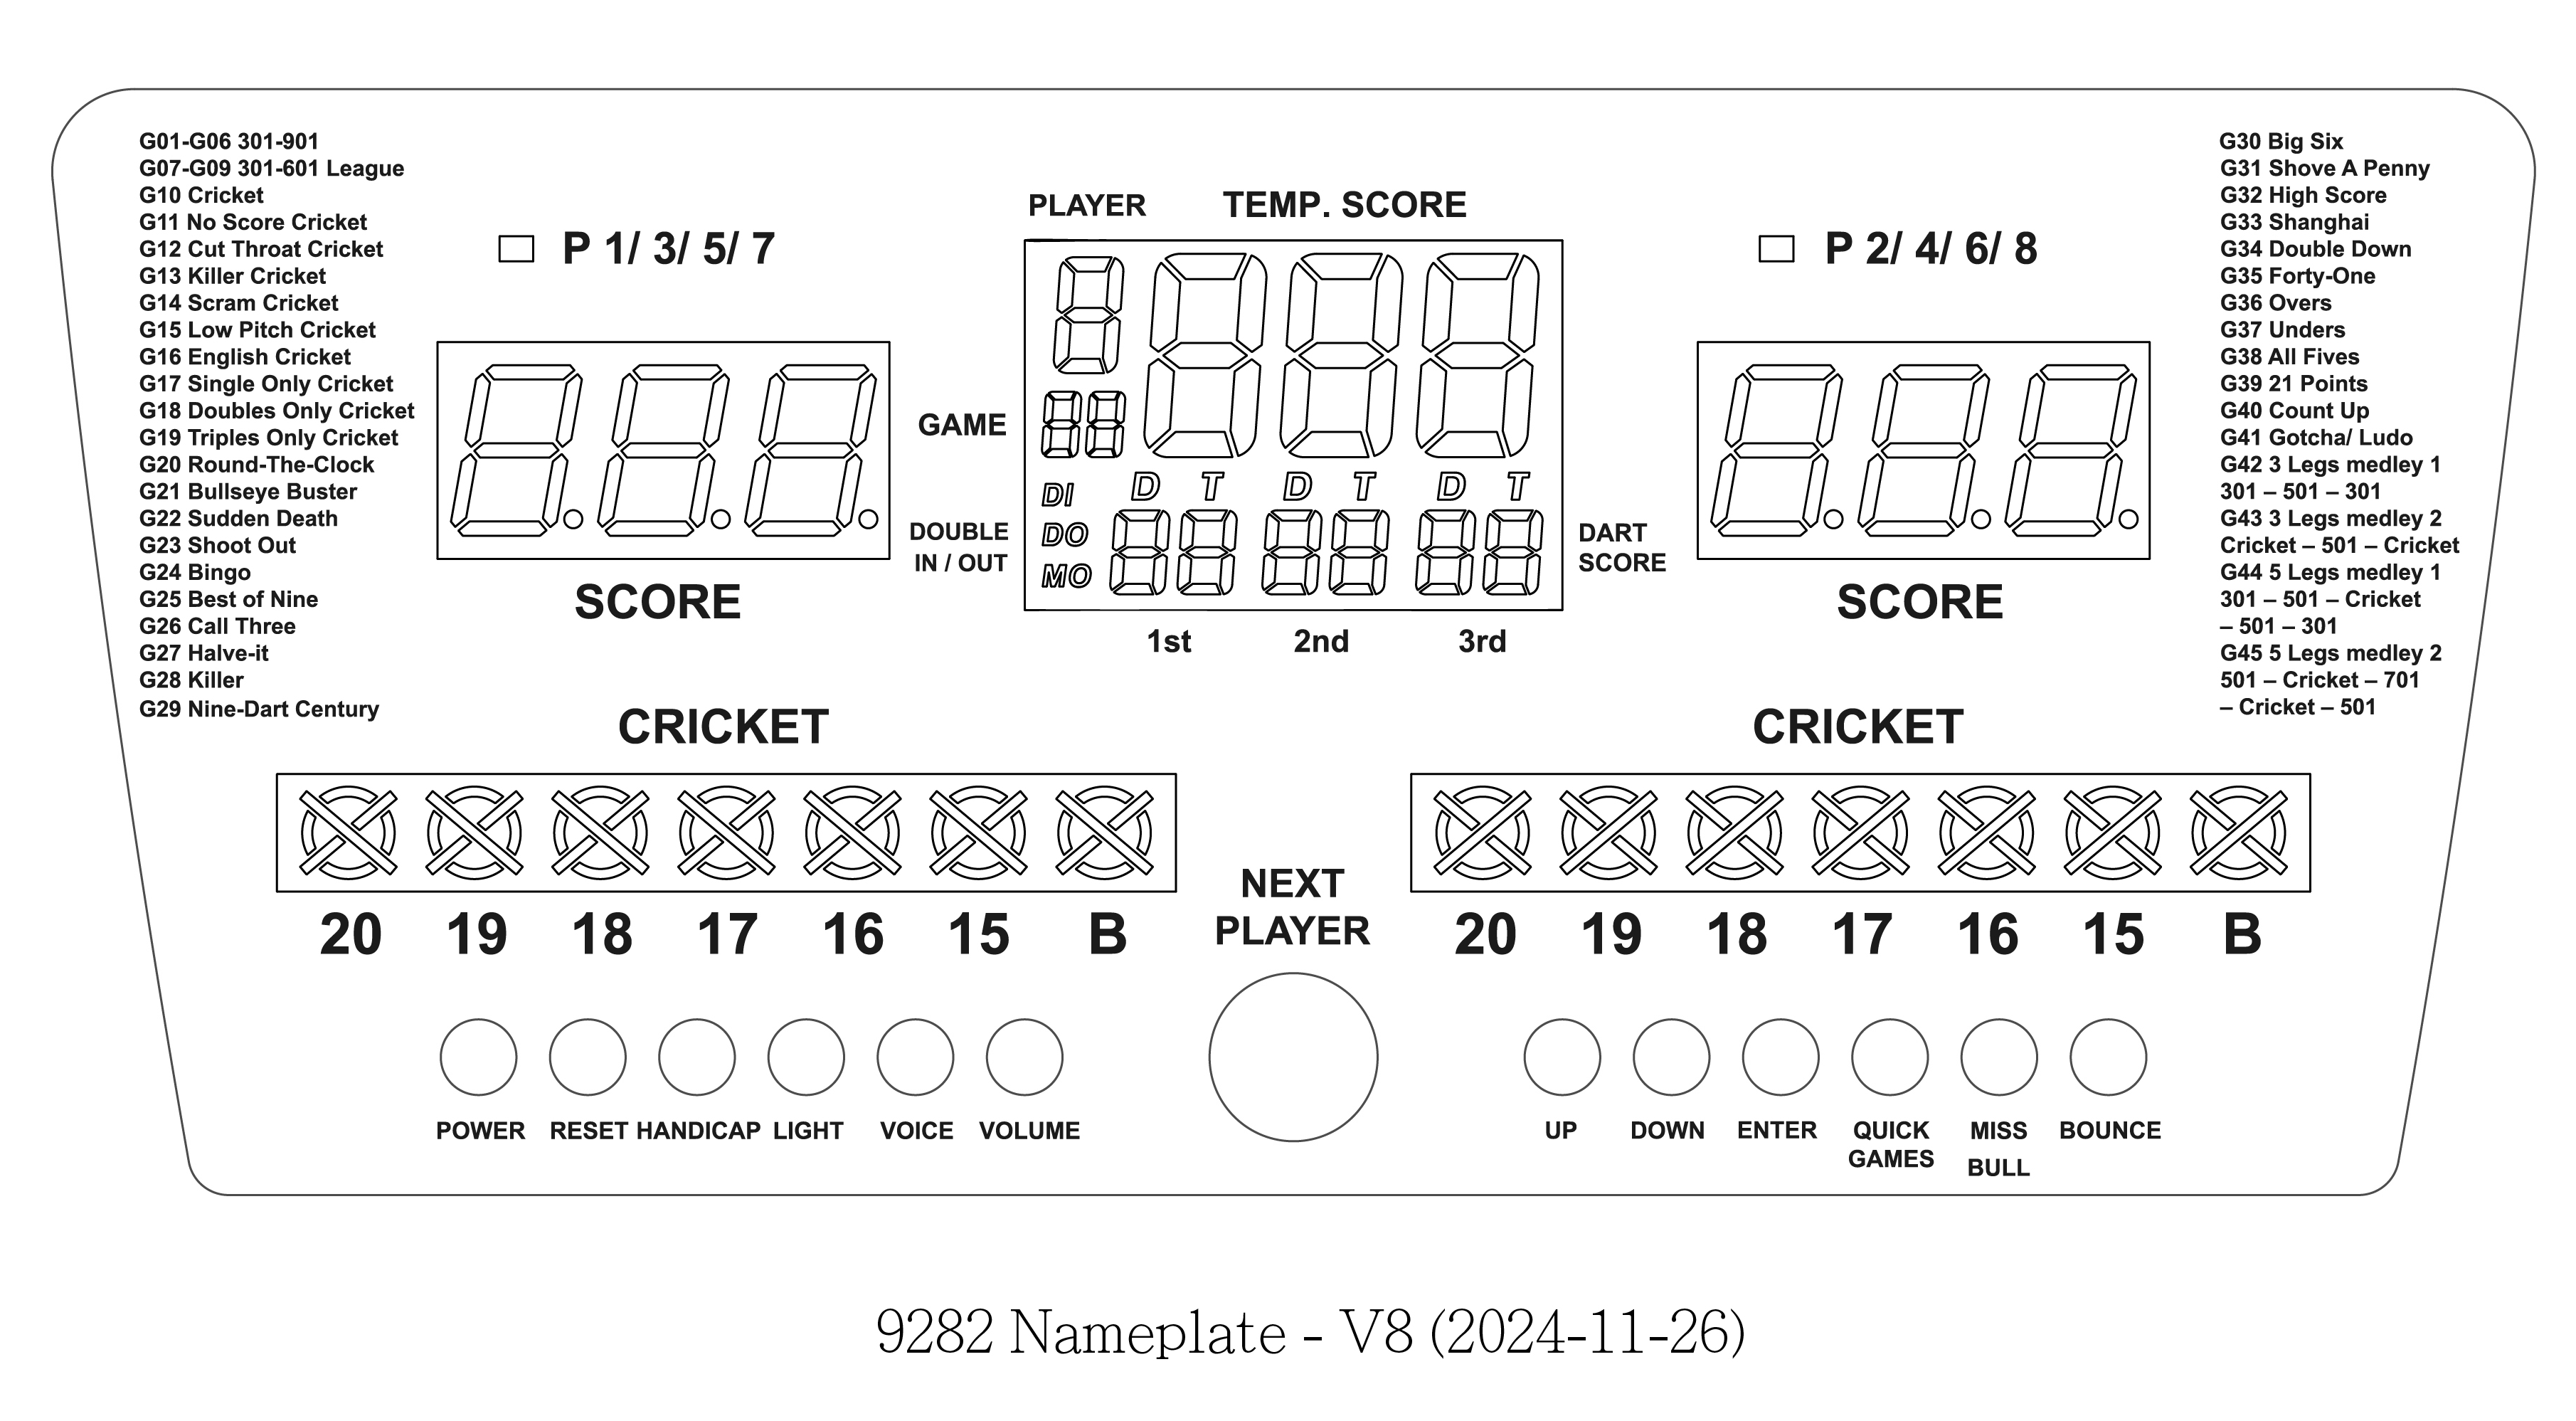 G01-G06 301-901
G07-G09 301-601 League
G10 Cricket
G11 No Score Cricket
G12 Cut Throat Cricket
G13 Killer Cricket
G14 Scram Cricket
G15 Low Pitch Cricket
G16 English Cricket
G17 Single Only Cricket
G18 Doubles Only Cricket
G19 Triples Only Cricket
G20 Round-The-Clock
G21 Bullseye Buster
G22 Sudden Death
G23 Shoot Out
G24 Bingo
G25 Best of Nine
G26 Call Three
G27 Halve-it
G28 Killer
G29 Nine-Dart Century
P 1/ 3/ 5/ 7
SCORE
PLAYER
TEMP. SCORE
GAME
DOUBLE
IN / OUT
DI
DO
MO
D T D T D T
DART
SCORE
1st 2nd 3rd
P 2/ 4/ 6/ 8
SCORE
G30 Big Six
G31 Shove A Penny
G32 High Score
G33 Shanghai
G34 Double Down
G35 Forty-One
G36 Overs
G37 Unders
G38 All Fives
G39 21 Points
G40 Count Up
G41 Gotcha/ Ludo
G42 3 Legs medley 1
301 – 501 – 301
G43 3 Legs medley 2
Cricket – 501 – Cricket
G44 5 Legs medley 1
301 – 501 – Cricket
– 501 – 301
G45 5 Legs medley 2
501 – Cricket – 701
– Cricket – 501
CRICKET
20 19 18 17 16 15 B
NEXT
PLAYER
CRICKET
20 19 18 17 16 15 B
POWER RESET HANDICAP LIGHT VOICE VOLUME
UP DOWN ENTER QUICK GAMES MISS BULL BOUNCE
9282 Nameplate - V8 (2024-11-26)